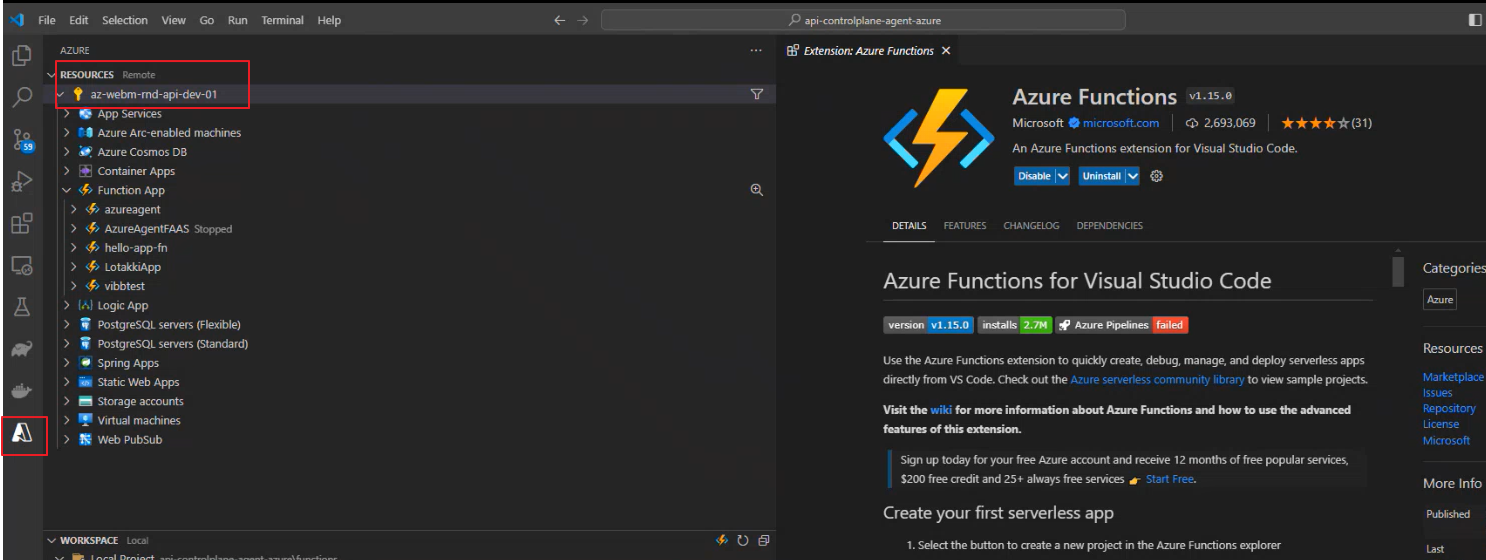 File Edit Selection View Go Run Terminal Help
api-controlplane-agent-azure
AZURE
RESOURCES Remote
az-webm-rnd-api-dev-01
App Services
Azure Arc-enabled machines
Azure Cosmos DB
Container Apps
Function App
azureagent
AzureAgentFAAS Stopped
hello-app-fn
LotakkiApp
vibbtest
Logic App
PostgreSQL servers (Flexible)
PostgreSQL servers (Standard)
Spring Apps
Static Web Apps
Storage accounts
Virtual machines
Web PubSub
WORKSPACE Local
Local Project api-controlplane-agent-azure\functions
59
Extension: Azure Functions
Azure Functions v1.15.0
Microsoft microsoft.com 2,693,069 (31)
An Azure Functions extension for Visual Studio Code.
Disable Uninstall
DETAILS FEATURES CHANGELOG DEPENDENCIES
Azure Functions for Visual Studio Code
version v1.15.0 installs 2.7M Azure Pipelines failed
Use the Azure Functions extension to quickly create, debug, manage, and deploy serverless apps
directly from VS Code. Check out the Azure serverless community library to view sample projects.
Visit the wiki for more information about Azure Functions and how to use the advanced
features of this extension.
Sign up today for your free Azure account and receive 12 months of free popular services,
$200 free credit and 25+ always free services 👉 Start Free.
Create your first serverless app
1. Select the button to create a new project in the Azure Functions explorer
Categories
Azure
Resources
Marketplace
Issues
Repository
License
Microsoft
More Info
Published
Last